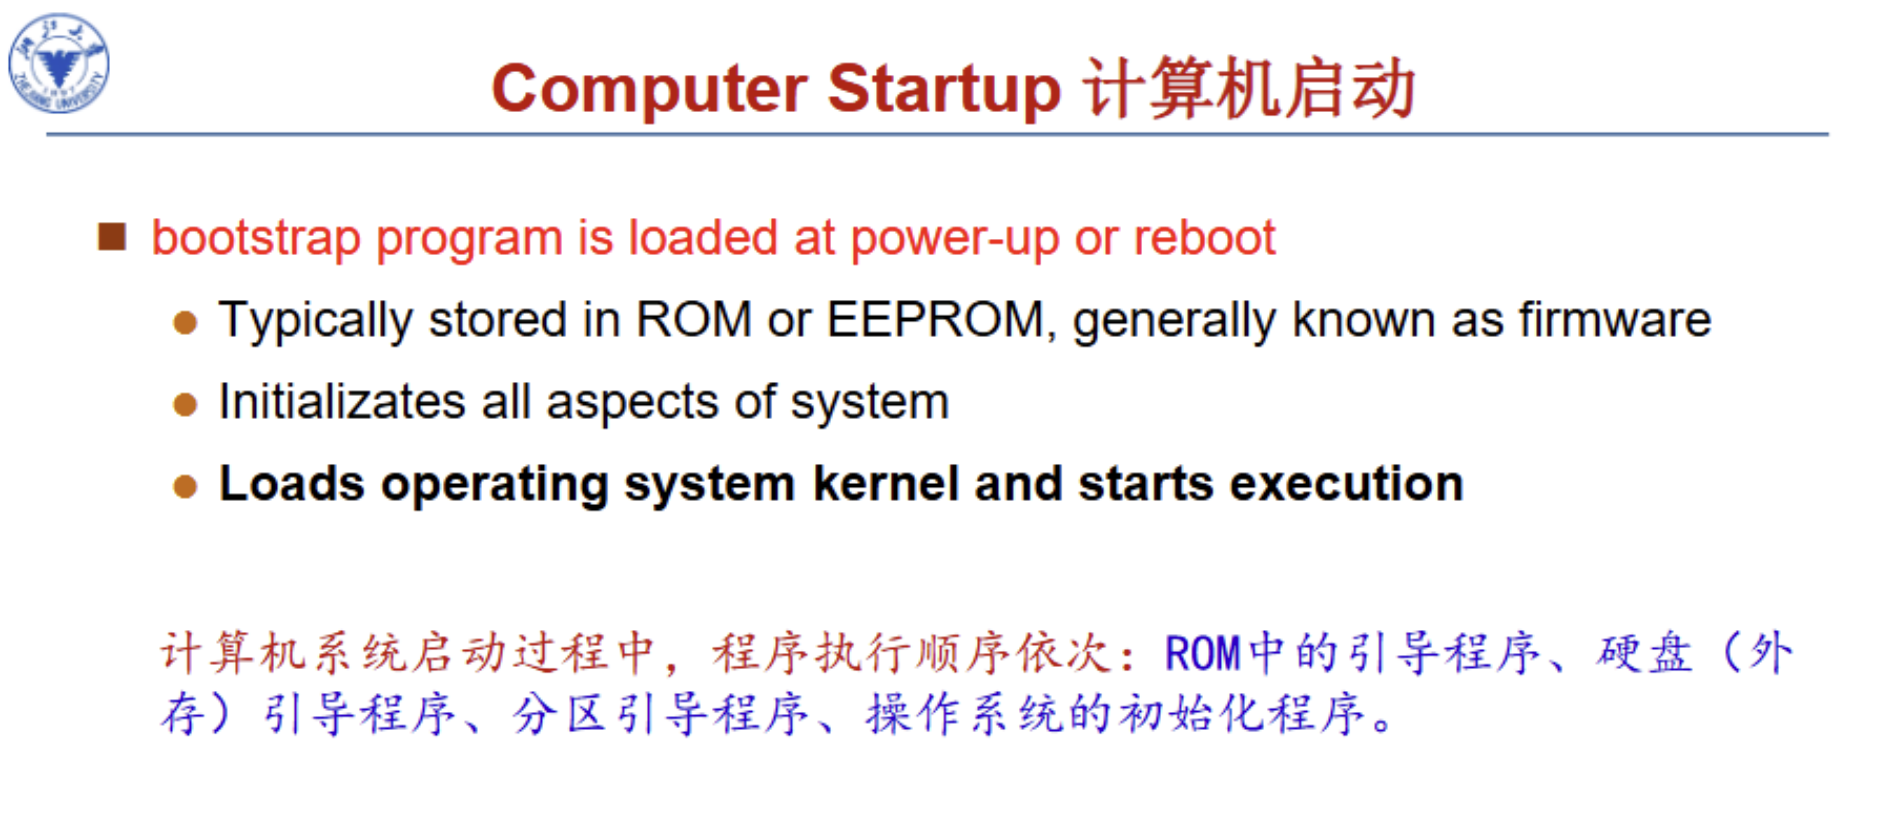 ZHEJIANG UNIVERSITY
Computer Startup 计算机启动
bootstrap program is loaded at power-up or reboot
Typically stored in ROM or EEPROM, generally known as firmware
Initializates all aspects of system
Loads operating system kernel and starts execution
计算机系统启动过程中，程序执行顺序依次：ROM中的引导程序、硬盘（外
存）引导程序、分区引导程序、操作系统的初始化程序。